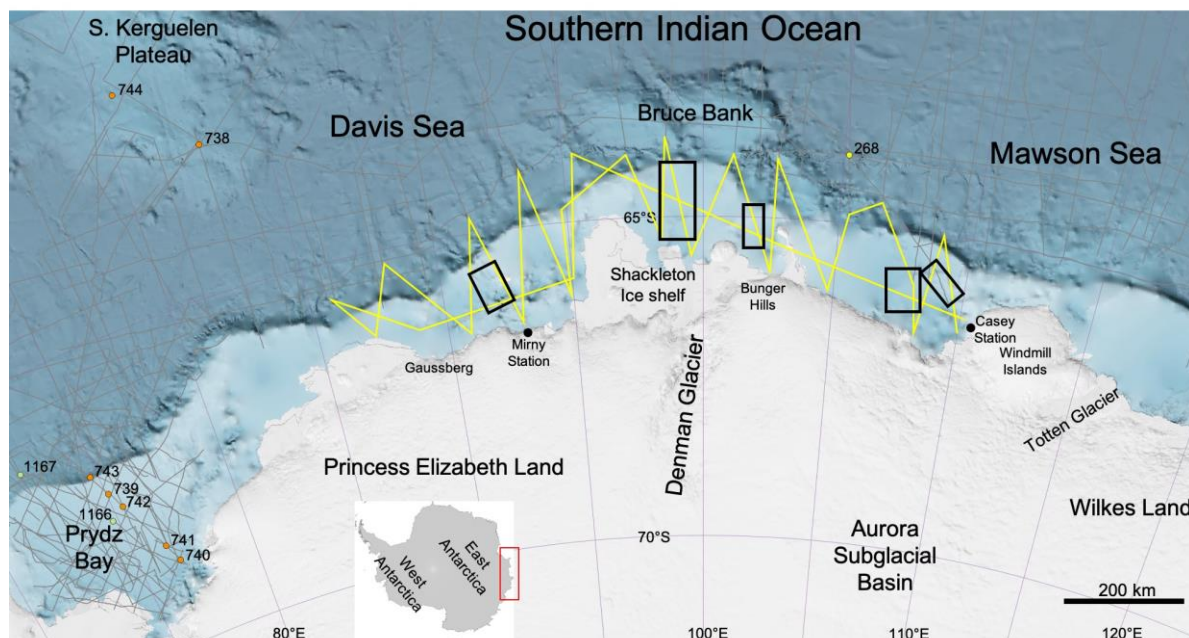 S. Kerguelen
Plateau
Southern Indian Ocean
744
738
Davis Sea
Bruce Bank
268
Mawson Sea
65°S
Shackleton
Ice shelf
Bunger
Hills
Mirny
Station
Gaussberg
Casey
Station
Windmill
Islands
Denman Glacier
Totten Glacier
1167
743
739
742
1166
Prydz
Bay
741
740
Princess Elizabeth Land
Wilkes Land
Aurora
Subglacial
Basin
70°S
West
Antarctica
East
Antarctica
200 km
80°E
100°E
110°E
120°E